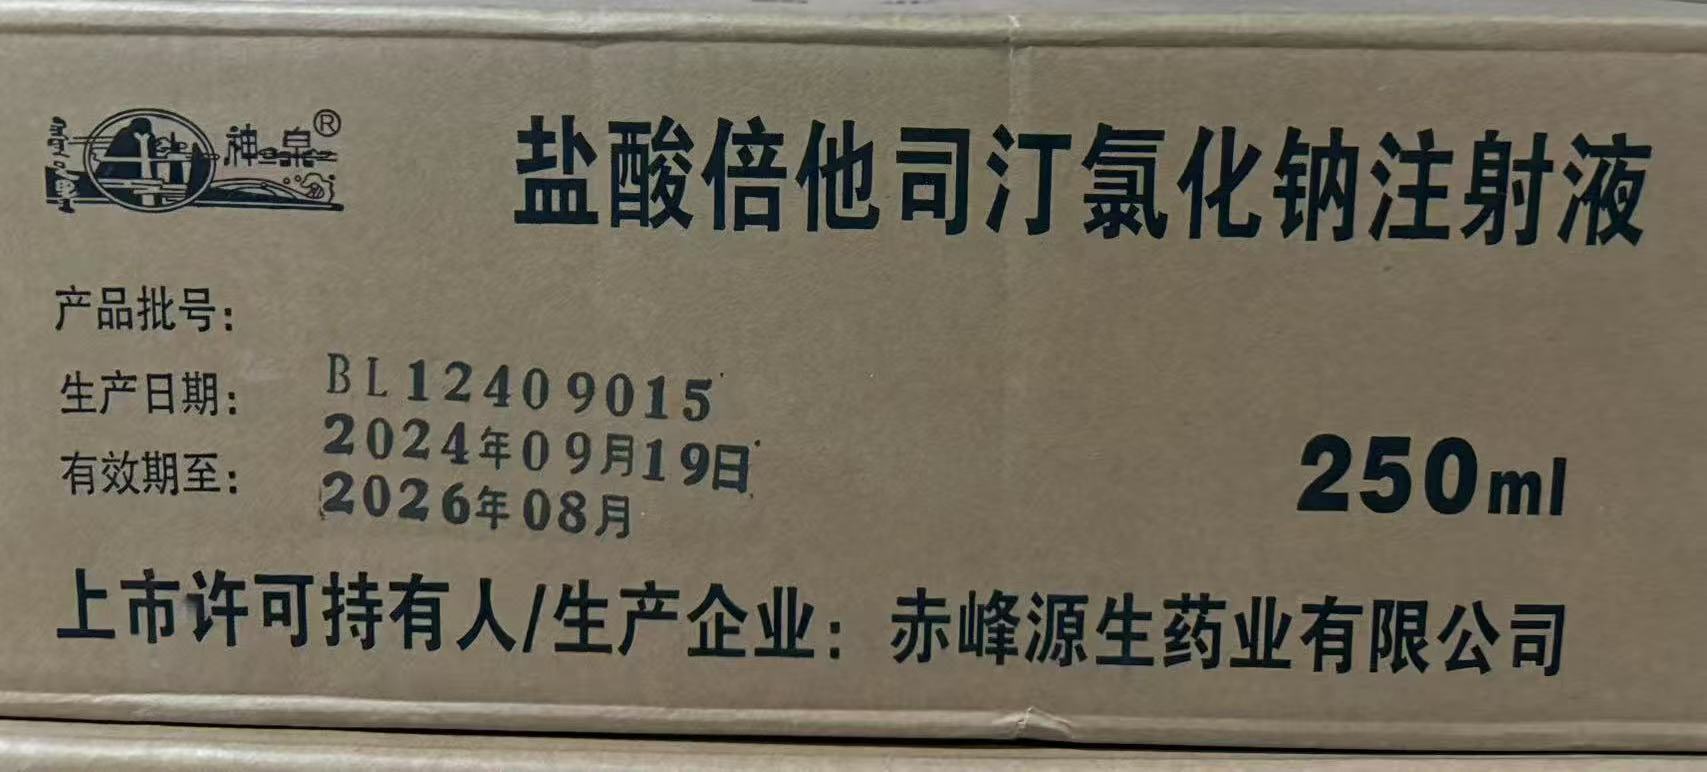 神泉®
盐酸倍他司汀氯化钠注射液
产品批号：
BL12409015
生产日期：
2024年09月19日
有效期至：
2026年08月
250ml
上市许可持有人/生产企业：赤峰源生药业有限公司